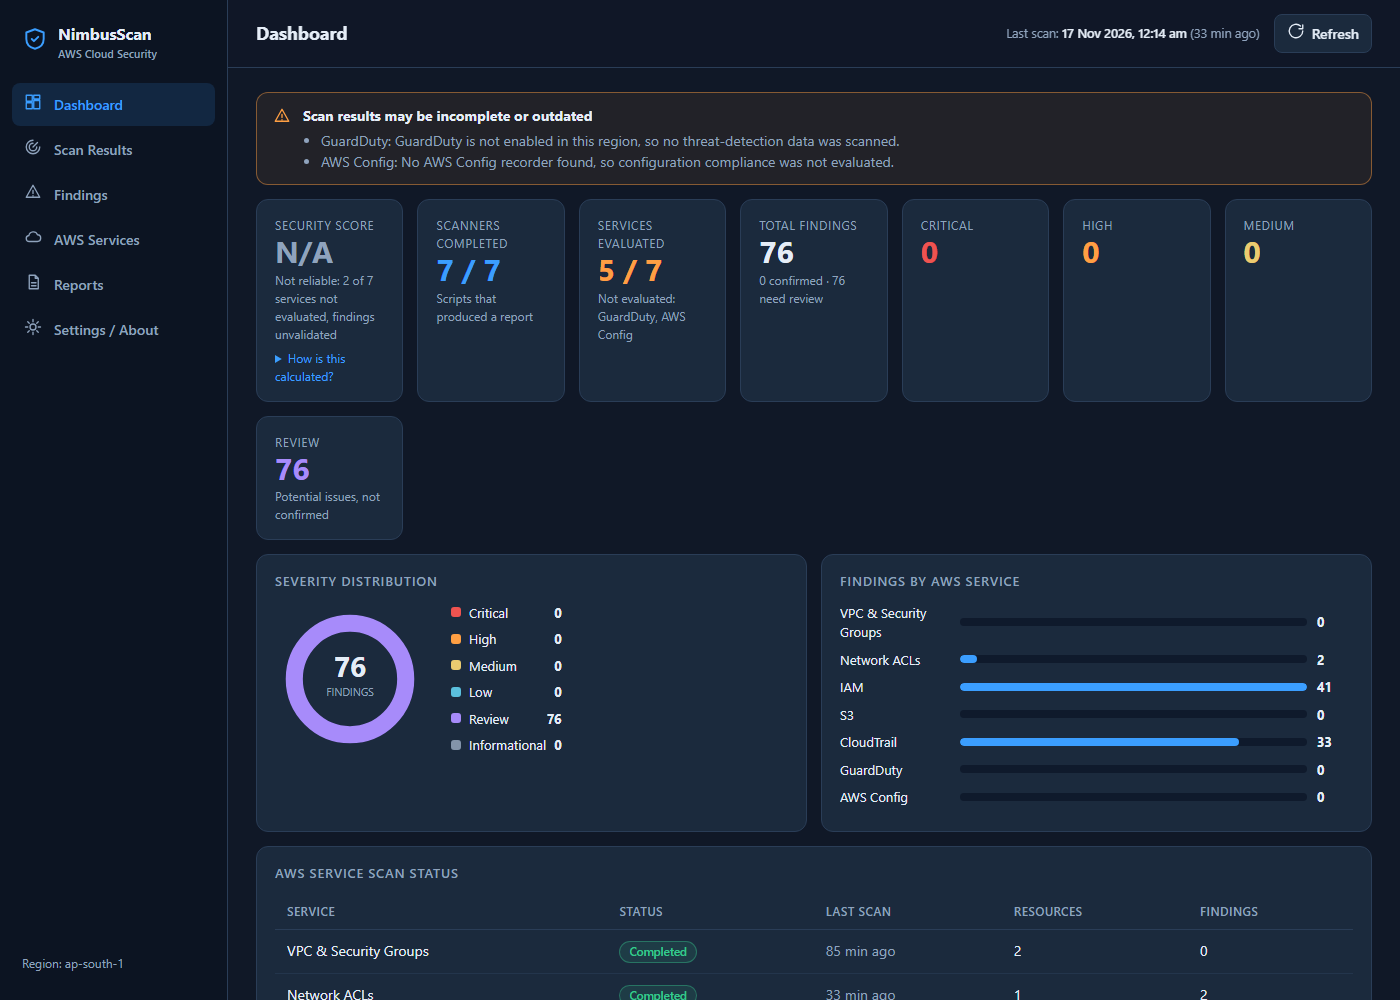 NimbusScan
AWS Cloud Security
Dashboard
Scan Results
Findings
AWS Services
Reports
Settings / About
Region: ap-south-1
Dashboard
Last scan: 17 Nov 2026, 12:14 am (33 min ago)
Refresh
Scan results may be incomplete or outdated
• GuardDuty: GuardDuty is not enabled in this region, so no threat-detection data was scanned.
• AWS Config: No AWS Config recorder found, so configuration compliance was not evaluated.
SECURITY SCORE
N/A
Not reliable: 2 of 7
services not
evaluated, findings
unvalidated
▶ How is this
calculated?
SCANNERS
COMPLETED
7 / 7
Scripts that
produced a report
SERVICES
EVALUATED
5 / 7
Not evaluated:
GuardDuty, AWS
Config
TOTAL FINDINGS
76
0 confirmed · 76
need review
CRITICAL
0
HIGH
0
MEDIUM
0
REVIEW
76
Potential issues, not
confirmed
SEVERITY DISTRIBUTION
76
FINDINGS
Critical 0
High 0
Medium 0
Low 0
Review 76
Informational 0
FINDINGS BY AWS SERVICE
VPC & Security
Groups 0
Network ACLs 2
IAM 41
S3 0
CloudTrail 33
GuardDuty 0
AWS Config 0
AWS SERVICE SCAN STATUS
SERVICE STATUS LAST SCAN RESOURCES FINDINGS
VPC & Security Groups Completed 85 min ago 2 0
Network ACLs Completed 33 min ago 1 2